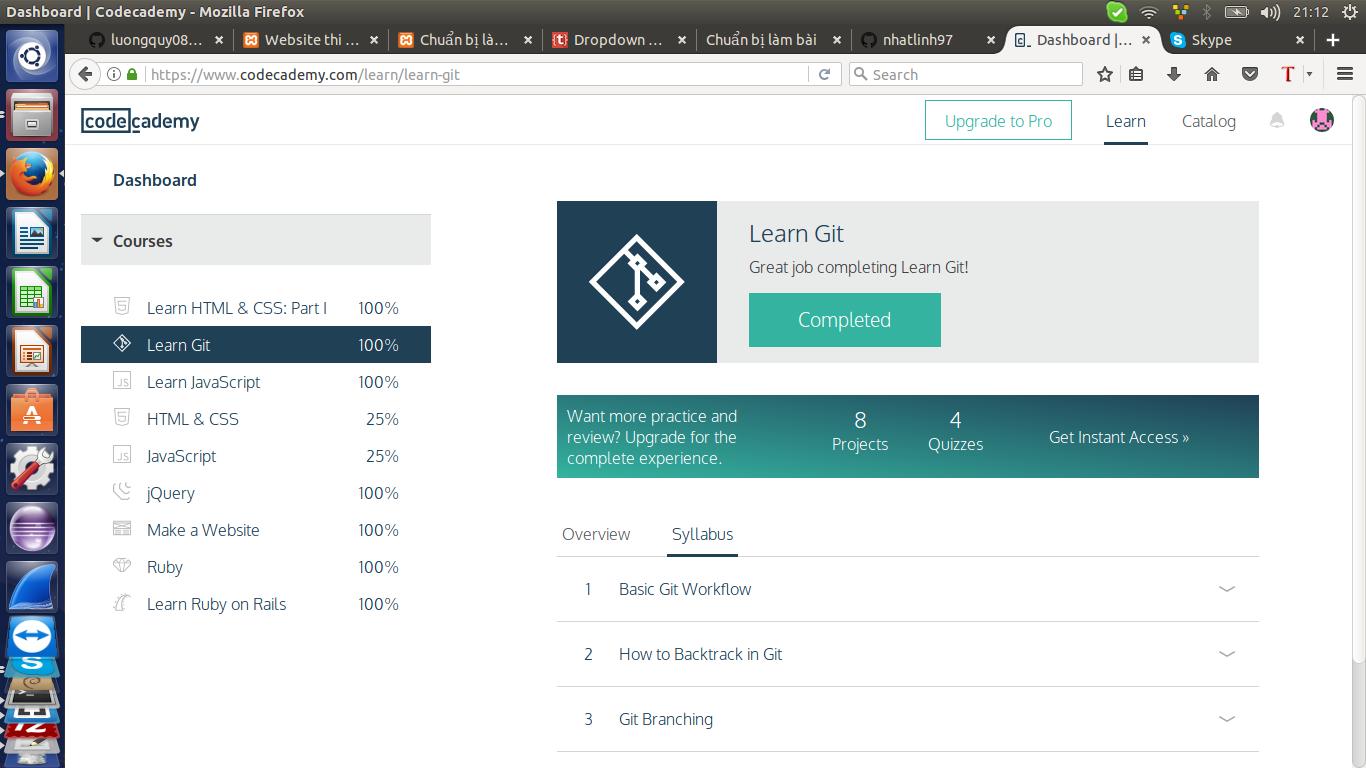 Dashboard | Codecademy - Mozilla Firefox
21:12
luongquy08...
Website thi ...
Chuẩn bị là...
Dropdown ...
Chuẩn bị làm bài
nhatlinh97
Dashboard |...
Skype
https://www.codecademy.com/learn/learn-git
Search
codecademy
Upgrade to Pro
Learn
Catalog
Dashboard
Courses
Learn HTML & CSS: Part I 100%
Learn Git 100%
Learn JavaScript 100%
HTML & CSS 25%
JavaScript 25%
jQuery 100%
Make a Website 100%
Ruby 100%
Learn Ruby on Rails 100%
Learn Git
Great job completing Learn Git!
Completed
Want more practice and
review? Upgrade for the
complete experience.
8
Projects
4
Quizzes
Get Instant Access »
Overview
Syllabus
1 Basic Git Workflow
2 How to Backtrack in Git
3 Git Branching